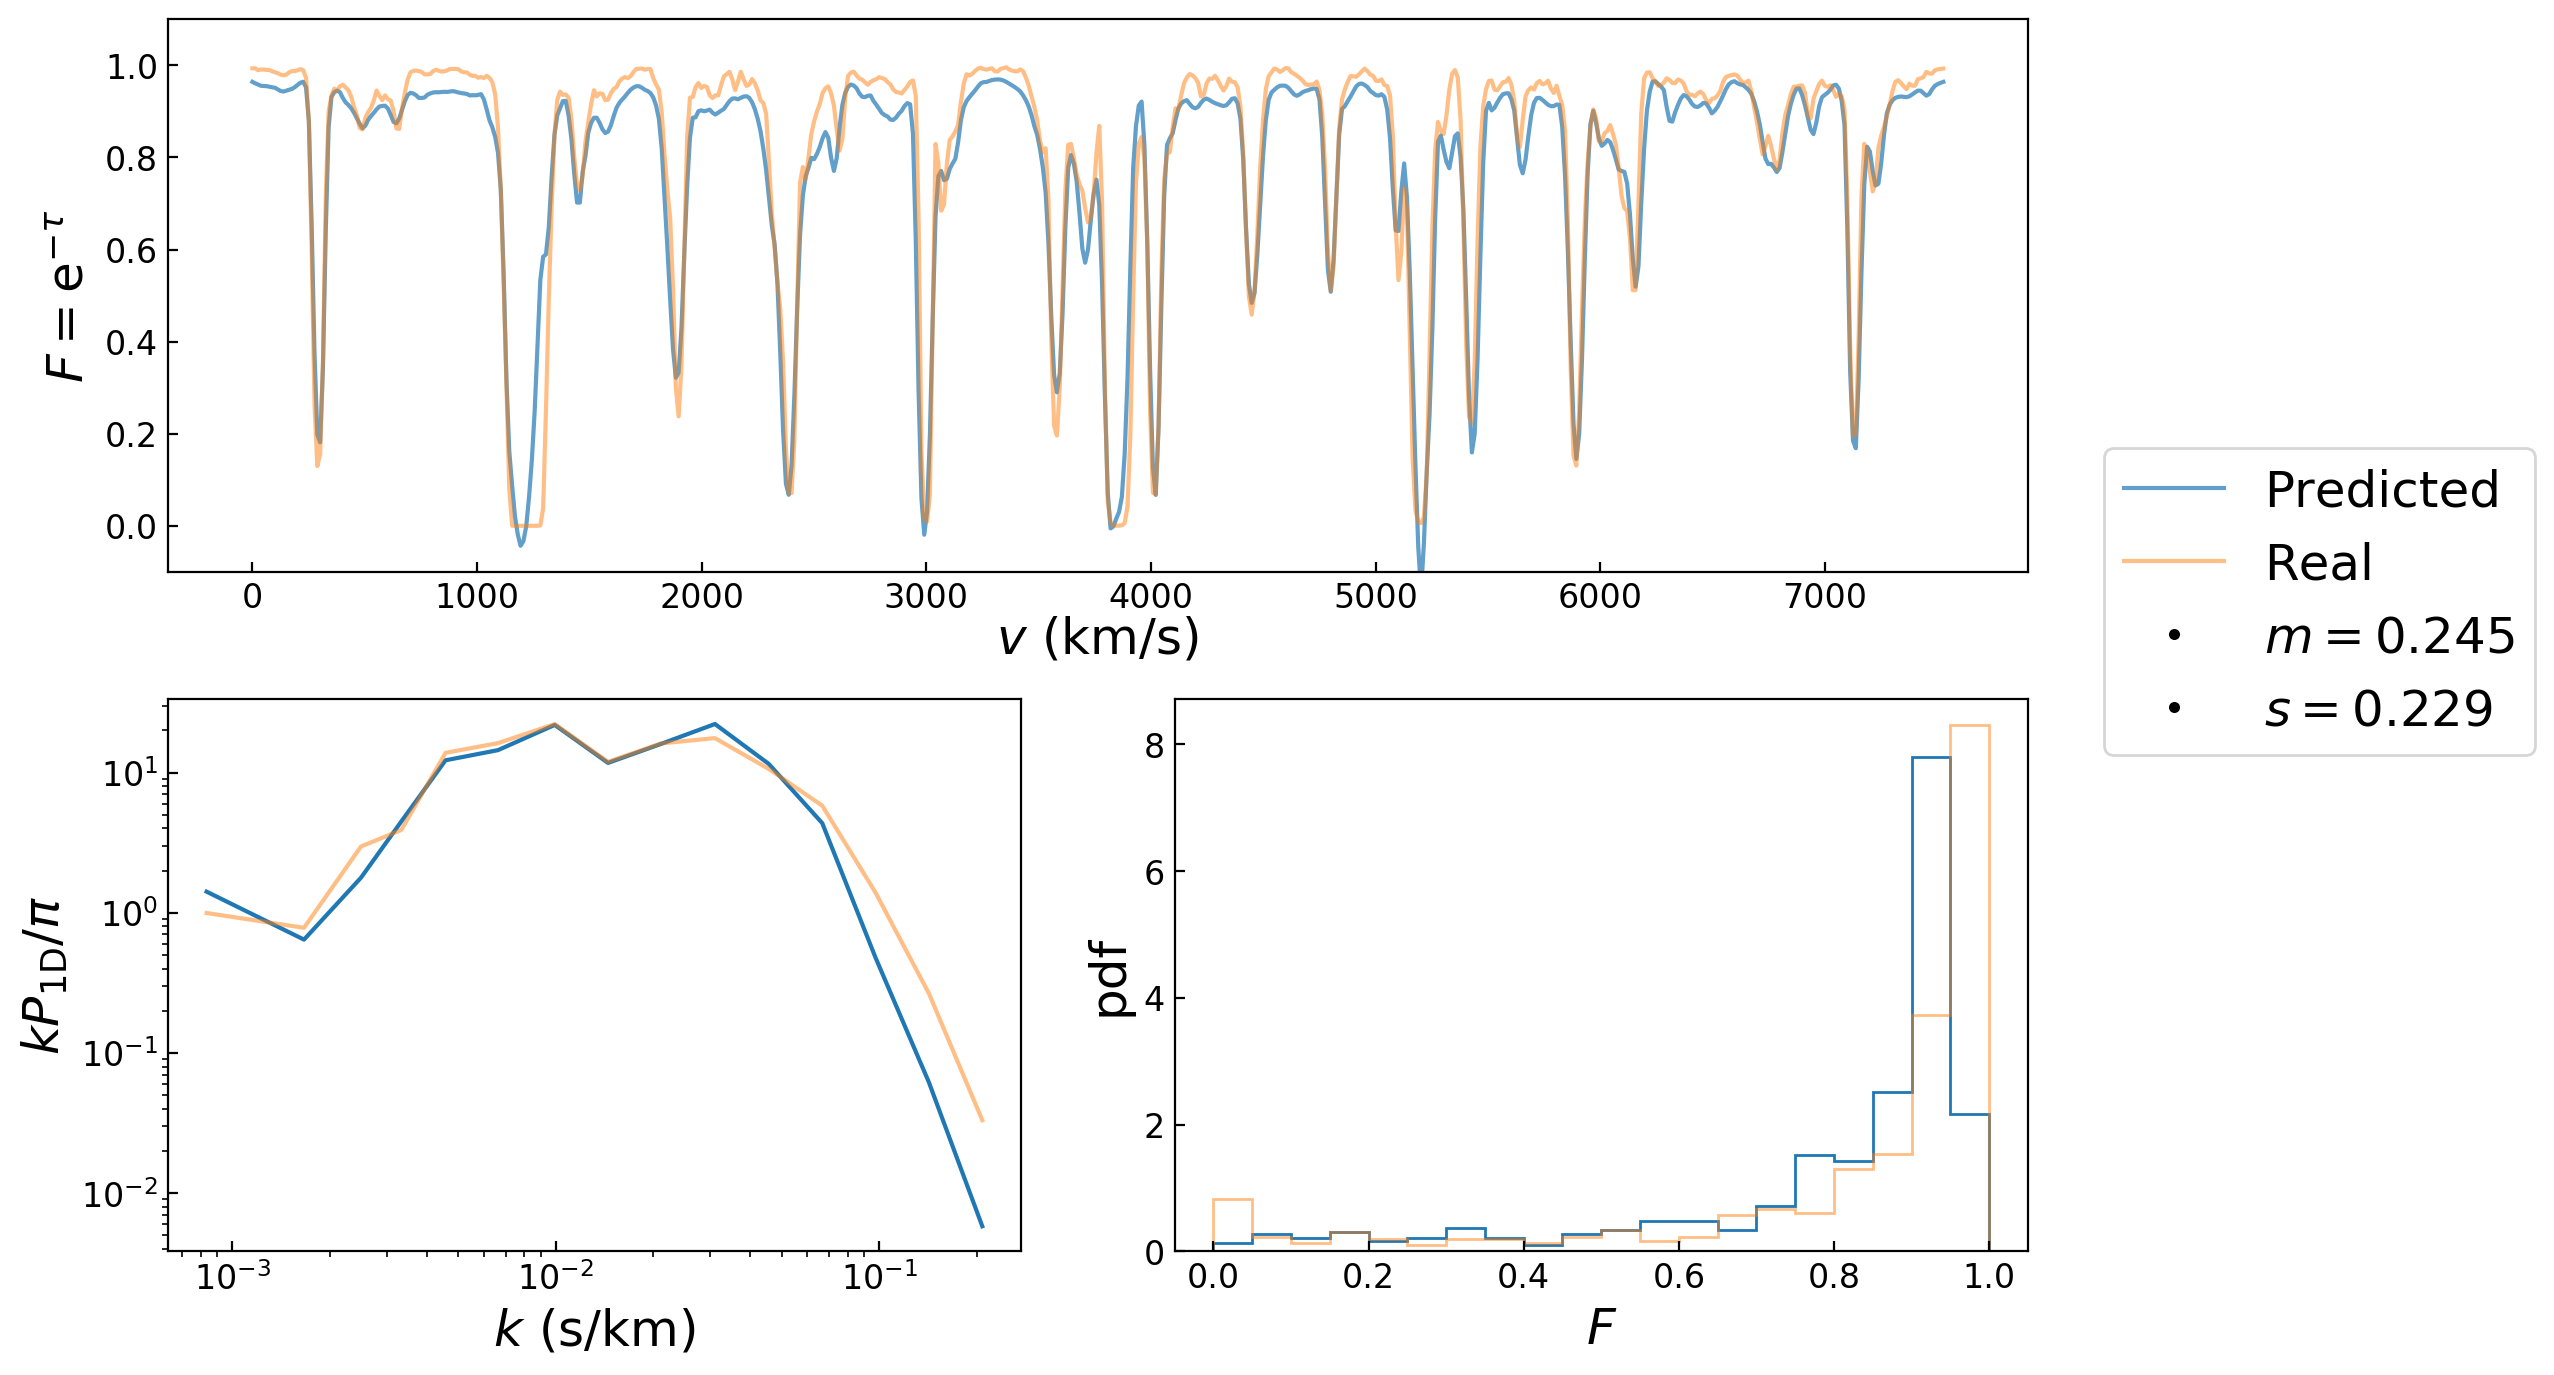 1.0
0.8
0.6
0.4
0.2
0.0
F = e^{−τ}
0 1000 2000 3000 4000 5000 6000 7000
v (km/s)
Predicted
Real
m = 0.245
s = 0.229
10^1
10^0
10^{−1}
10^{−2}
kP_{1D}/π
10^{−3} 10^{−2} 10^{−1}
k (s/km)
8
6
4
2
0
pdf
0.0 0.2 0.4 0.6 0.8 1.0
F